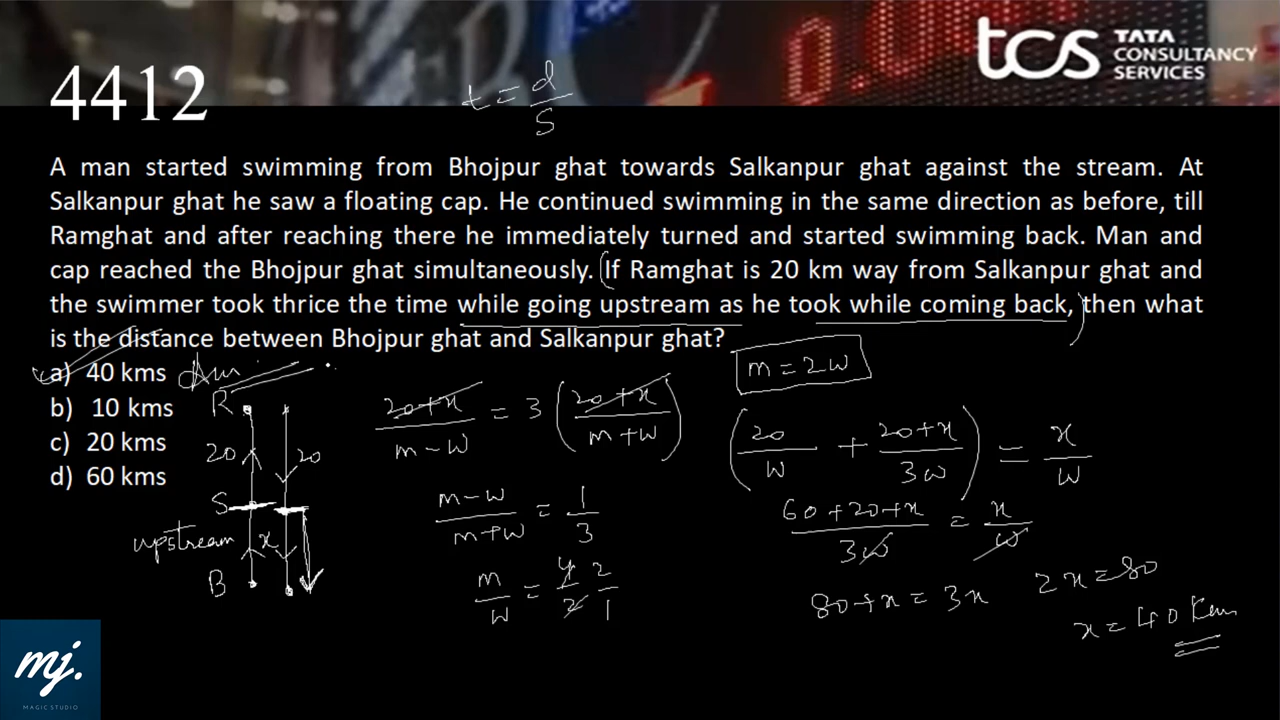 tcs TATA
CONSULTANCY
SERVICES
4412
t = d/s
A man started swimming from Bhojpur ghat towards Salkanpur ghat against the stream. At
Salkanpur ghat he saw a floating cap. He continued swimming in the same direction as before, till
Ramghat and after reaching there he immediately turned and started swimming back. Man and
cap reached the Bhojpur ghat simultaneously. (If Ramghat is 20 km way from Salkanpur ghat and
the swimmer took thrice the time while going upstream as he took while coming back,) then what
is the distance between Bhojpur ghat and Salkanpur ghat?
a) 40 kms Ans
b) 10 kms
c) 20 kms
d) 60 kms
R
20 20
S
upstream x
B
20+x/m-w = 3 (20+x/m+w)
m-w/m+w = 1/3
m/w = 4/2 2/1
m = 2w
(20/w + 20+x/3w) = x/w
60+20+x/3w = x/w
80+x = 3x 2x = 80
x = 40 Km
mj.
MAGIC STUDIO